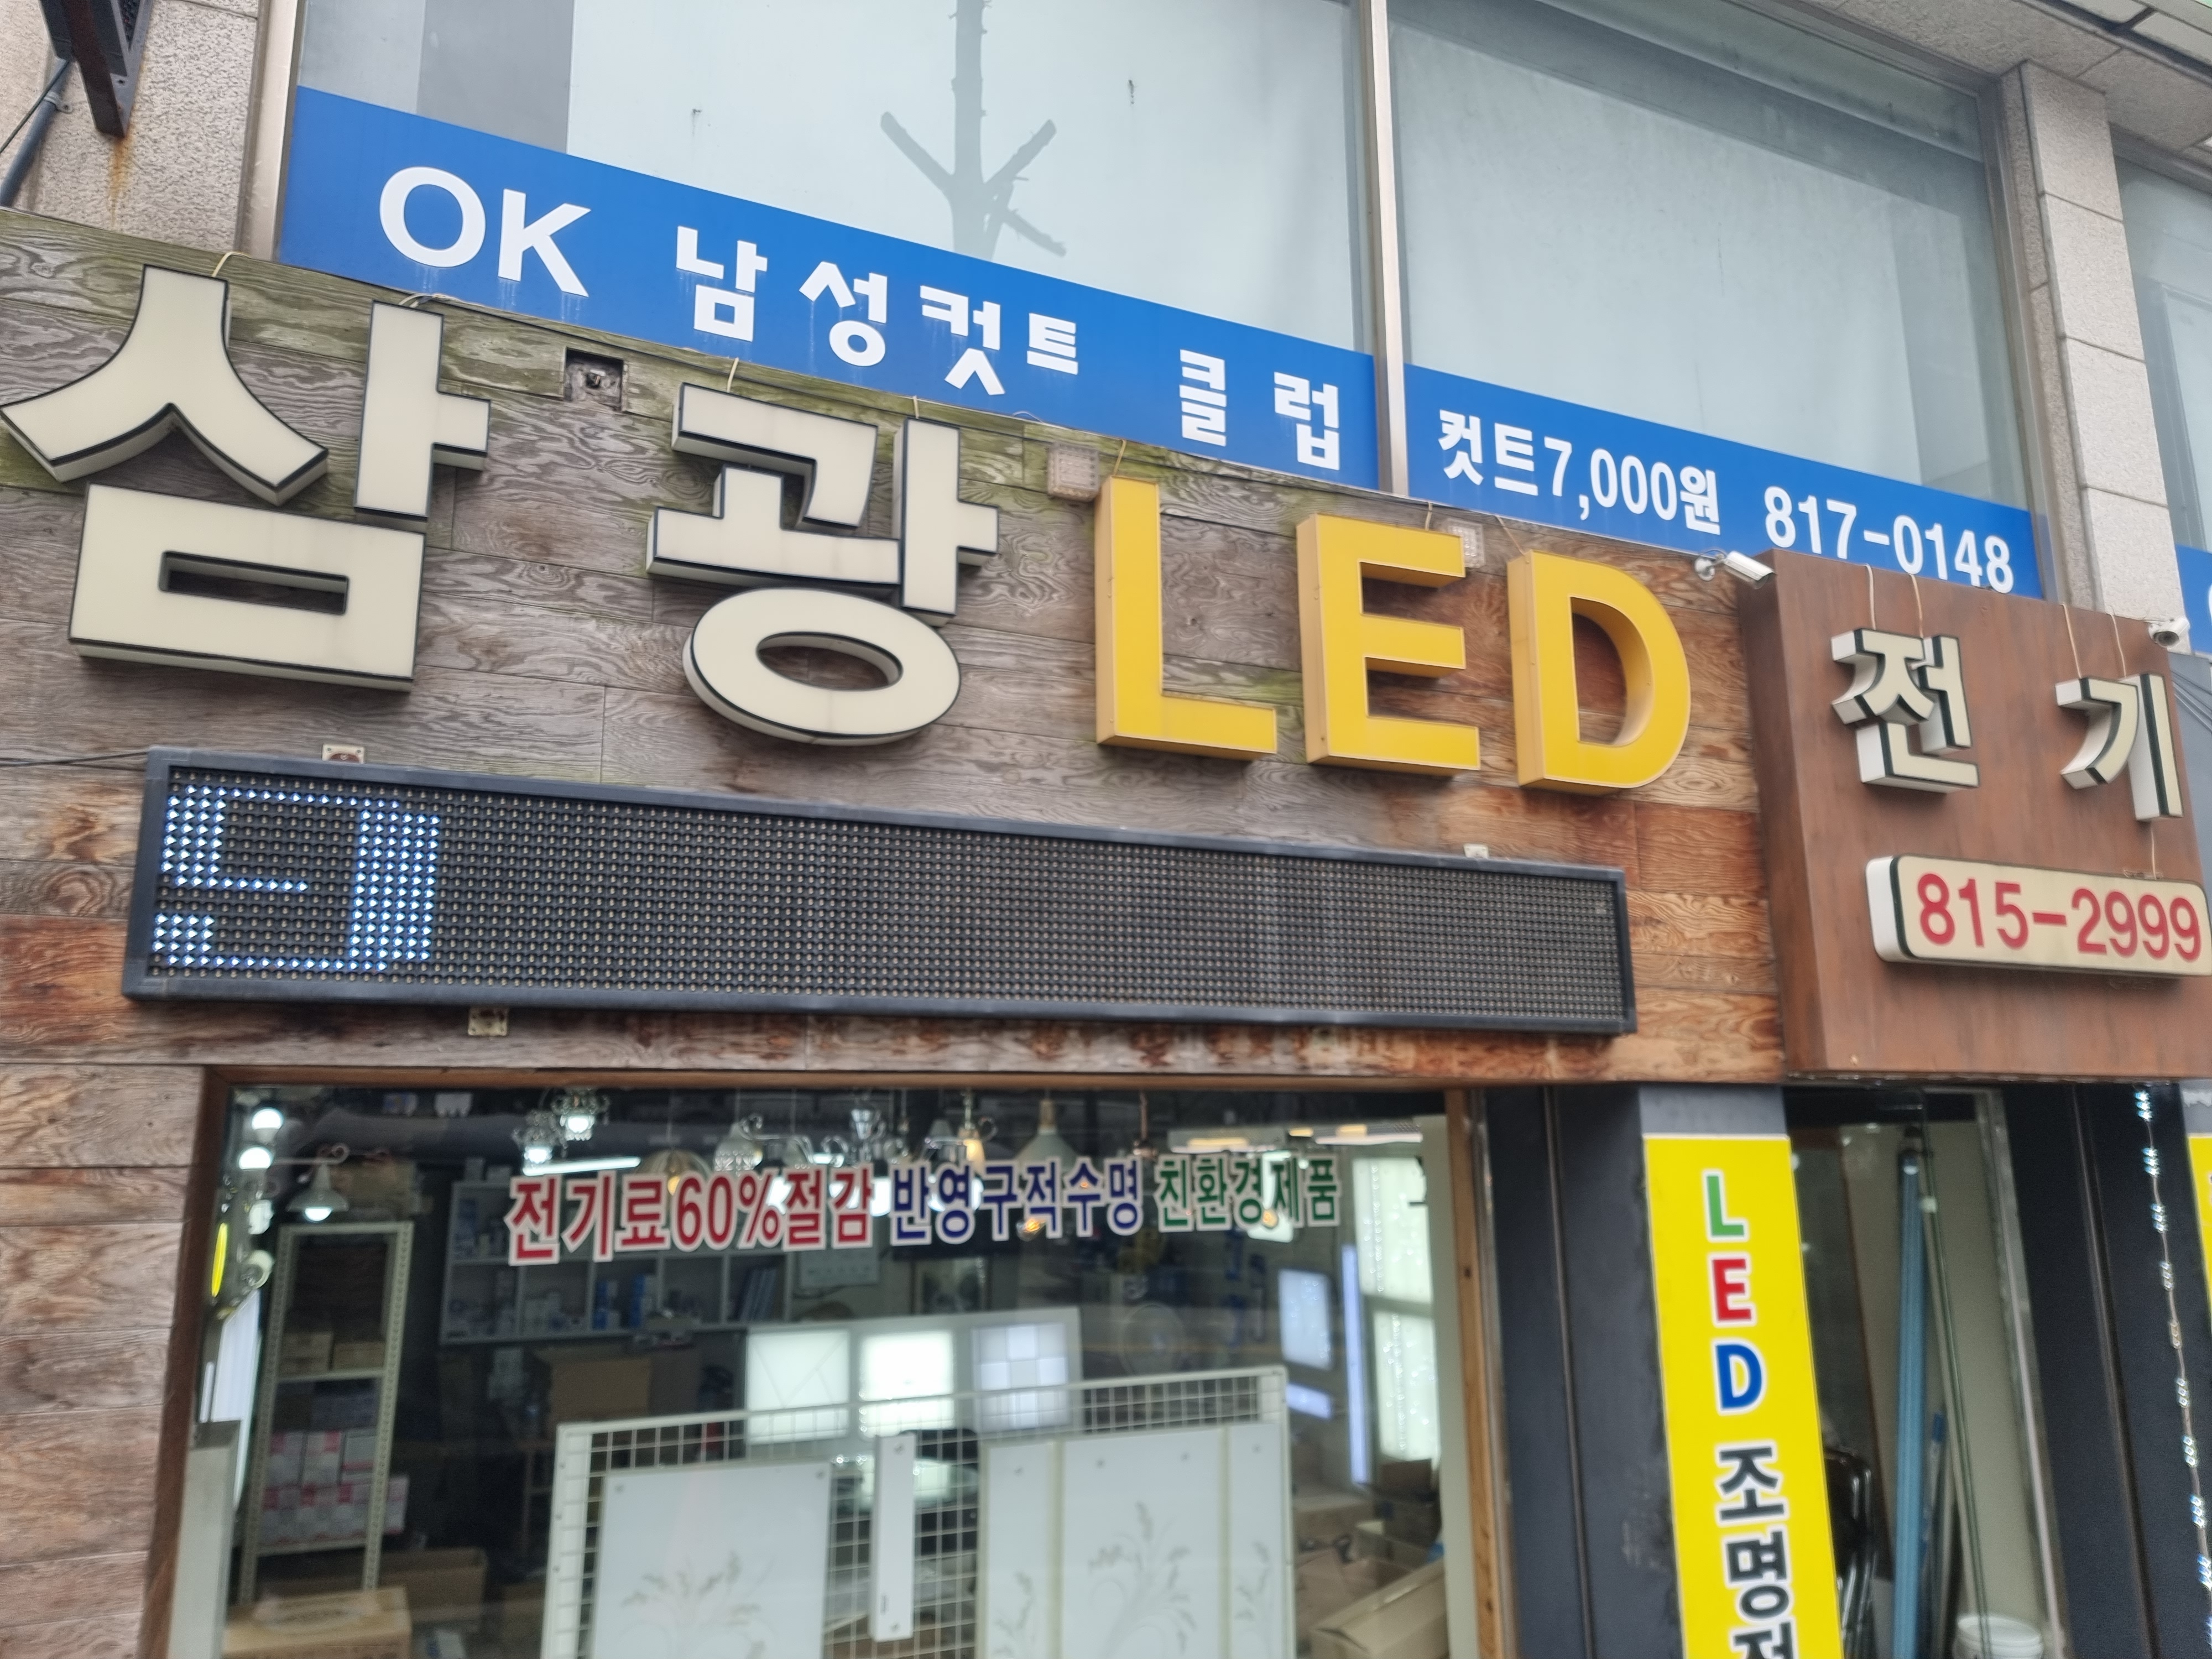 OK 남성컷트 클럽
컷트7,000원 817-0148
삼광LED
전기
815-2999
전기료60%절감 반영구적수명 친환경제품
LED 조명